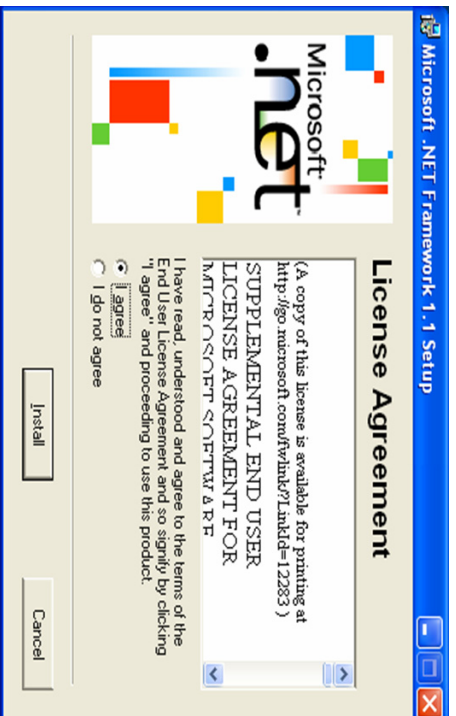 Microsoft .NET Framework 1.1 Setup
Microsoft
.net
License Agreement
(A copy of this license is available for printing at
http://go.microsoft.com/fwlink/?LinkId=12283 )
SUPPLEMENTAL END USER
LICENSE AGREEMENT FOR
MICROSOFT SOFTWARE
I have read, understood and agree to the terms of the
End User License Agreement and so signify by clicking
"I agree" and proceeding to use this product.
I agree
I do not agree
Install
Cancel